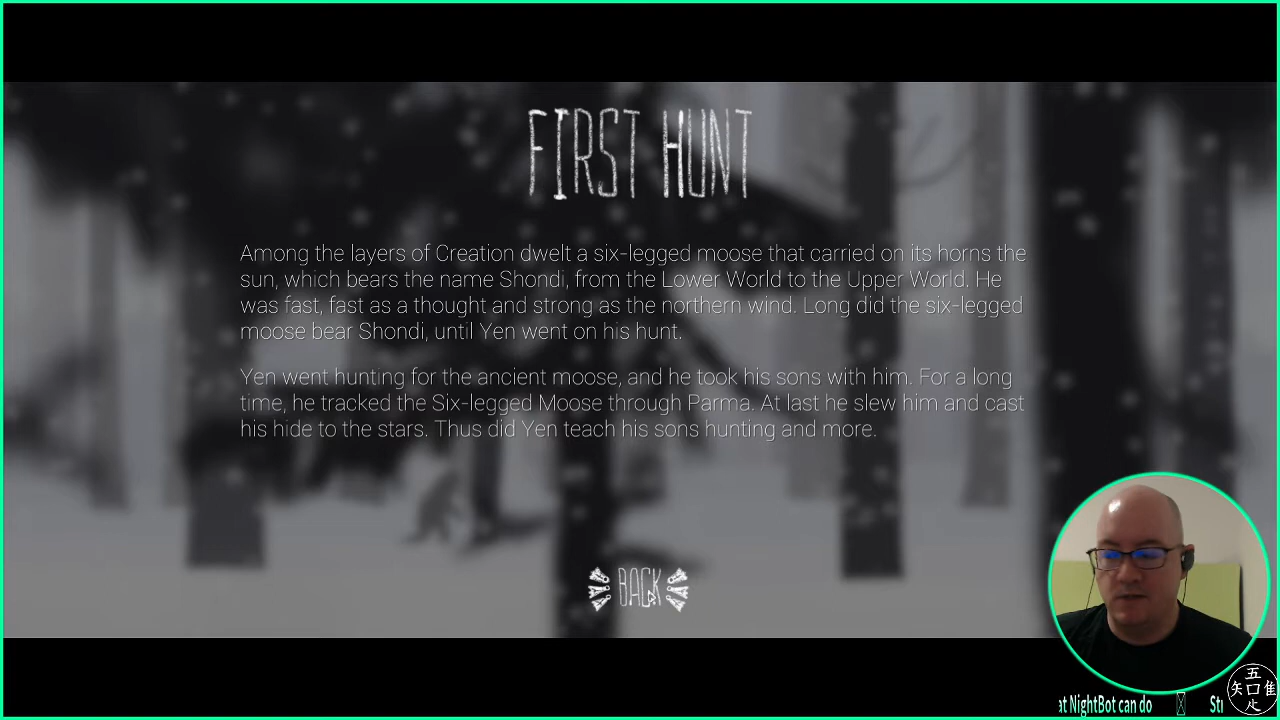 FIRST HUNT
Among the layers of Creation dwelt a six-legged moose that carried on its horns the
sun, which bears the name Shondi, from the Lower World to the Upper World. He
was fast, fast as a thought and strong as the northern wind. Long did the six-legged
moose bear Shondi, until Yen went on his hunt.
Yen went hunting for the ancient moose, and he took his sons with him. For a long
time, he tracked the Six-legged Moose through Parma. At last he slew him and cast
his hide to the stars. Thus did Yen teach his sons hunting and more.
BACK
at NightBot can do
五
矢口隹
止